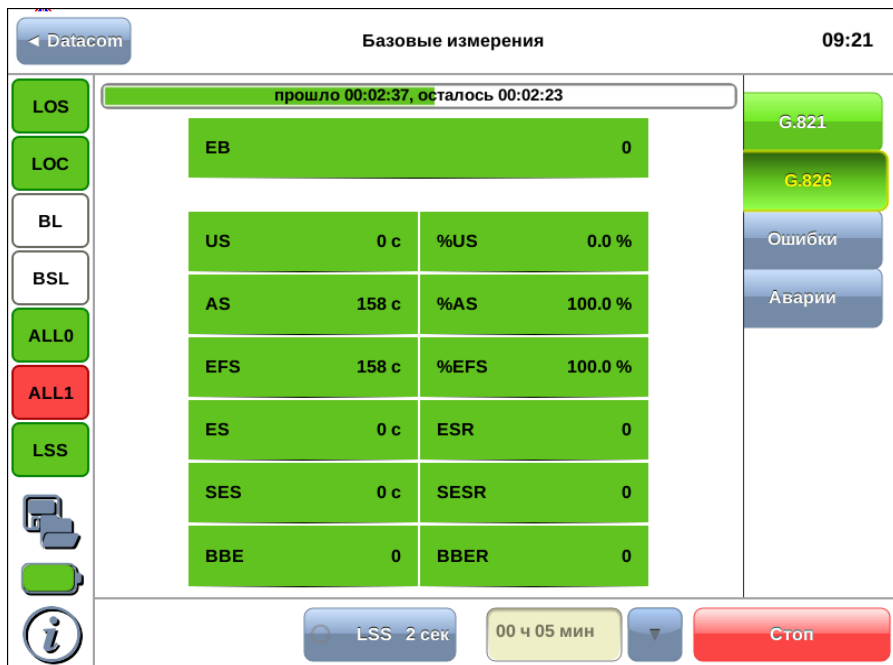 ◄ Datacom
Базовые измерения
09:21
LOS
LOC
BL
BSL
ALL0
ALL1
LSS
прошло 00:02:37, осталось 00:02:23
EB 0
US 0 с %US 0.0 %
AS 158 с %AS 100.0 %
EFS 158 с %EFS 100.0 %
ES 0 с ESR 0
SES 0 с SESR 0
BBE 0 BBER 0
G.821
G.826
Ошибки
Аварии
i
LSS 2 сек
00 ч 05 мин
▼
Стоп